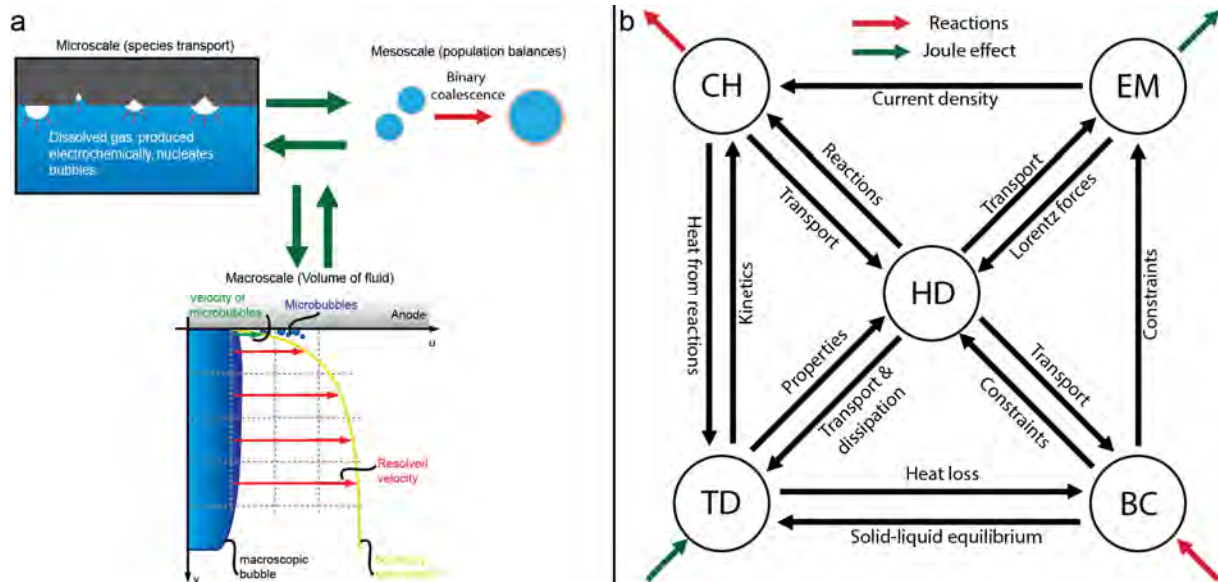 a
Microscale (species transport)
Dissolved gas, produced
electrochemically, nucleates
bubbles.
Mesoscale (population balances)
Binary
coalescence
Macroscale (Volume of fluid)
velocity of
microbubbles
Microbubbles
Anode
u
Resolved
velocity
macroscopic
bubble
y
b
Reactions
Joule effect
CH
EM
Current density
Reactions
Transport
Transport
Lorentz forces
Heat from reactions
Kinetics
HD
Constraints
Properties
Transport &
dissipation
Transport
Constraints
TD
Heat loss
BC
Solid-liquid equilibrium